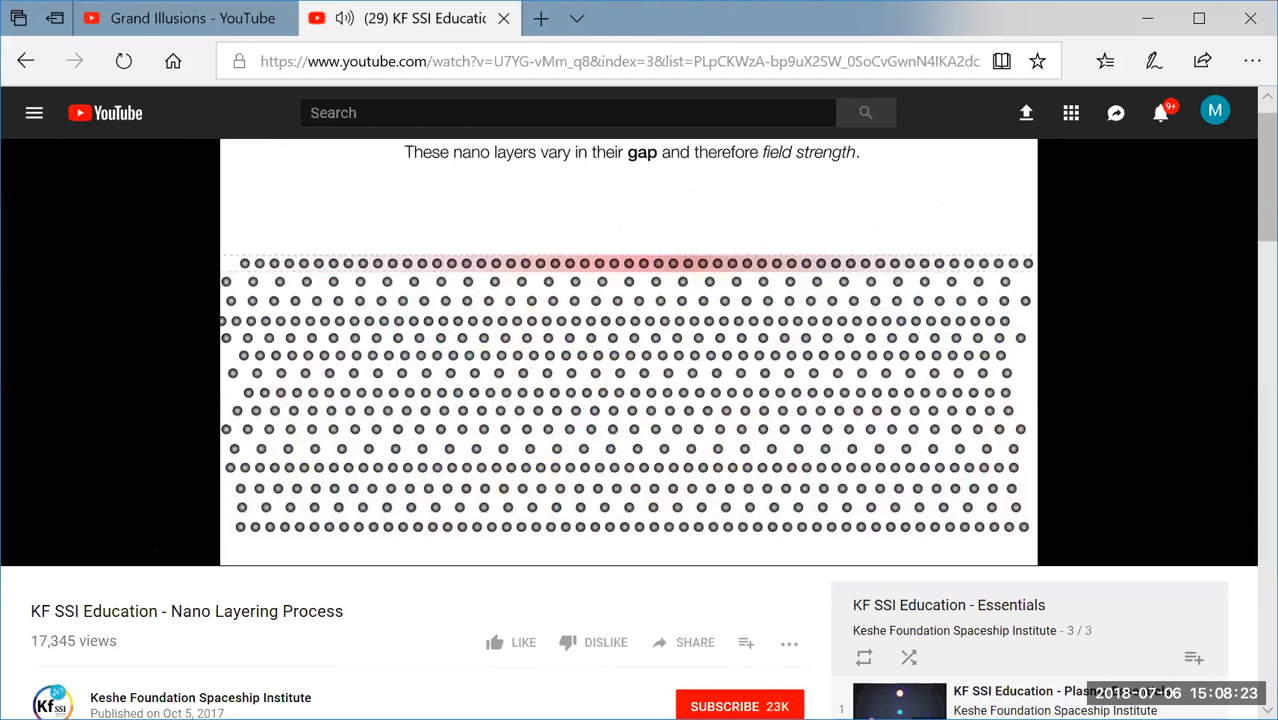 Grand Illusions - YouTube
(29) KF SSI Educatic
https://www.youtube.com/watch?v=U7YG-vMm_q8&index=3&list=PLpCKWzA-bp9uX2SW_0SoCvGwnN4IKA2dc
YouTube
Search
9+
M
These nano layers vary in their gap and therefore field strength.
KF SSI Education - Nano Layering Process
17,345 views
LIKE
DISLIKE
SHARE
KF SSI Education - Essentials
Keshe Foundation Spaceship Institute - 3 / 3
Kf SSI
Keshe Foundation Spaceship Institute
Published on Oct 5, 2017
SUBSCRIBE 23K
1
KF SSI Education -
2018-07-06 15:08:23
Keshe Foundation Spaceship Institute